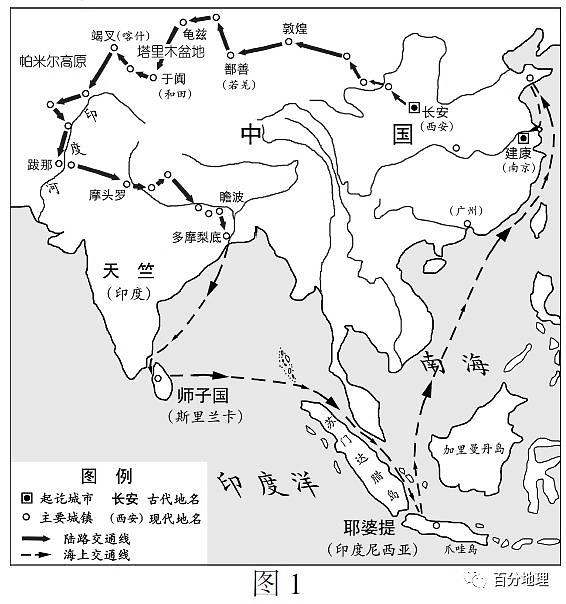 竭叉(喀什)
龟兹
敦煌
塔里木盆地
帕米尔高原
于阗
(和田)
鄯善
(若羌)
长安
(西安)
中国
印度河
建康
(南京)
跋那
摩头罗
瞻波
(广州)
多摩梨底
天竺
(印度)
南海
师子国
(斯里兰卡)
苏门达腊岛
加里曼丹岛
印度洋
耶婆提
(印度尼西亚)
爪哇岛
图例
起讫城市
长安 古代地名
主要城镇
(西安) 现代地名
陆路交通线
海上交通线
图1
百分地理